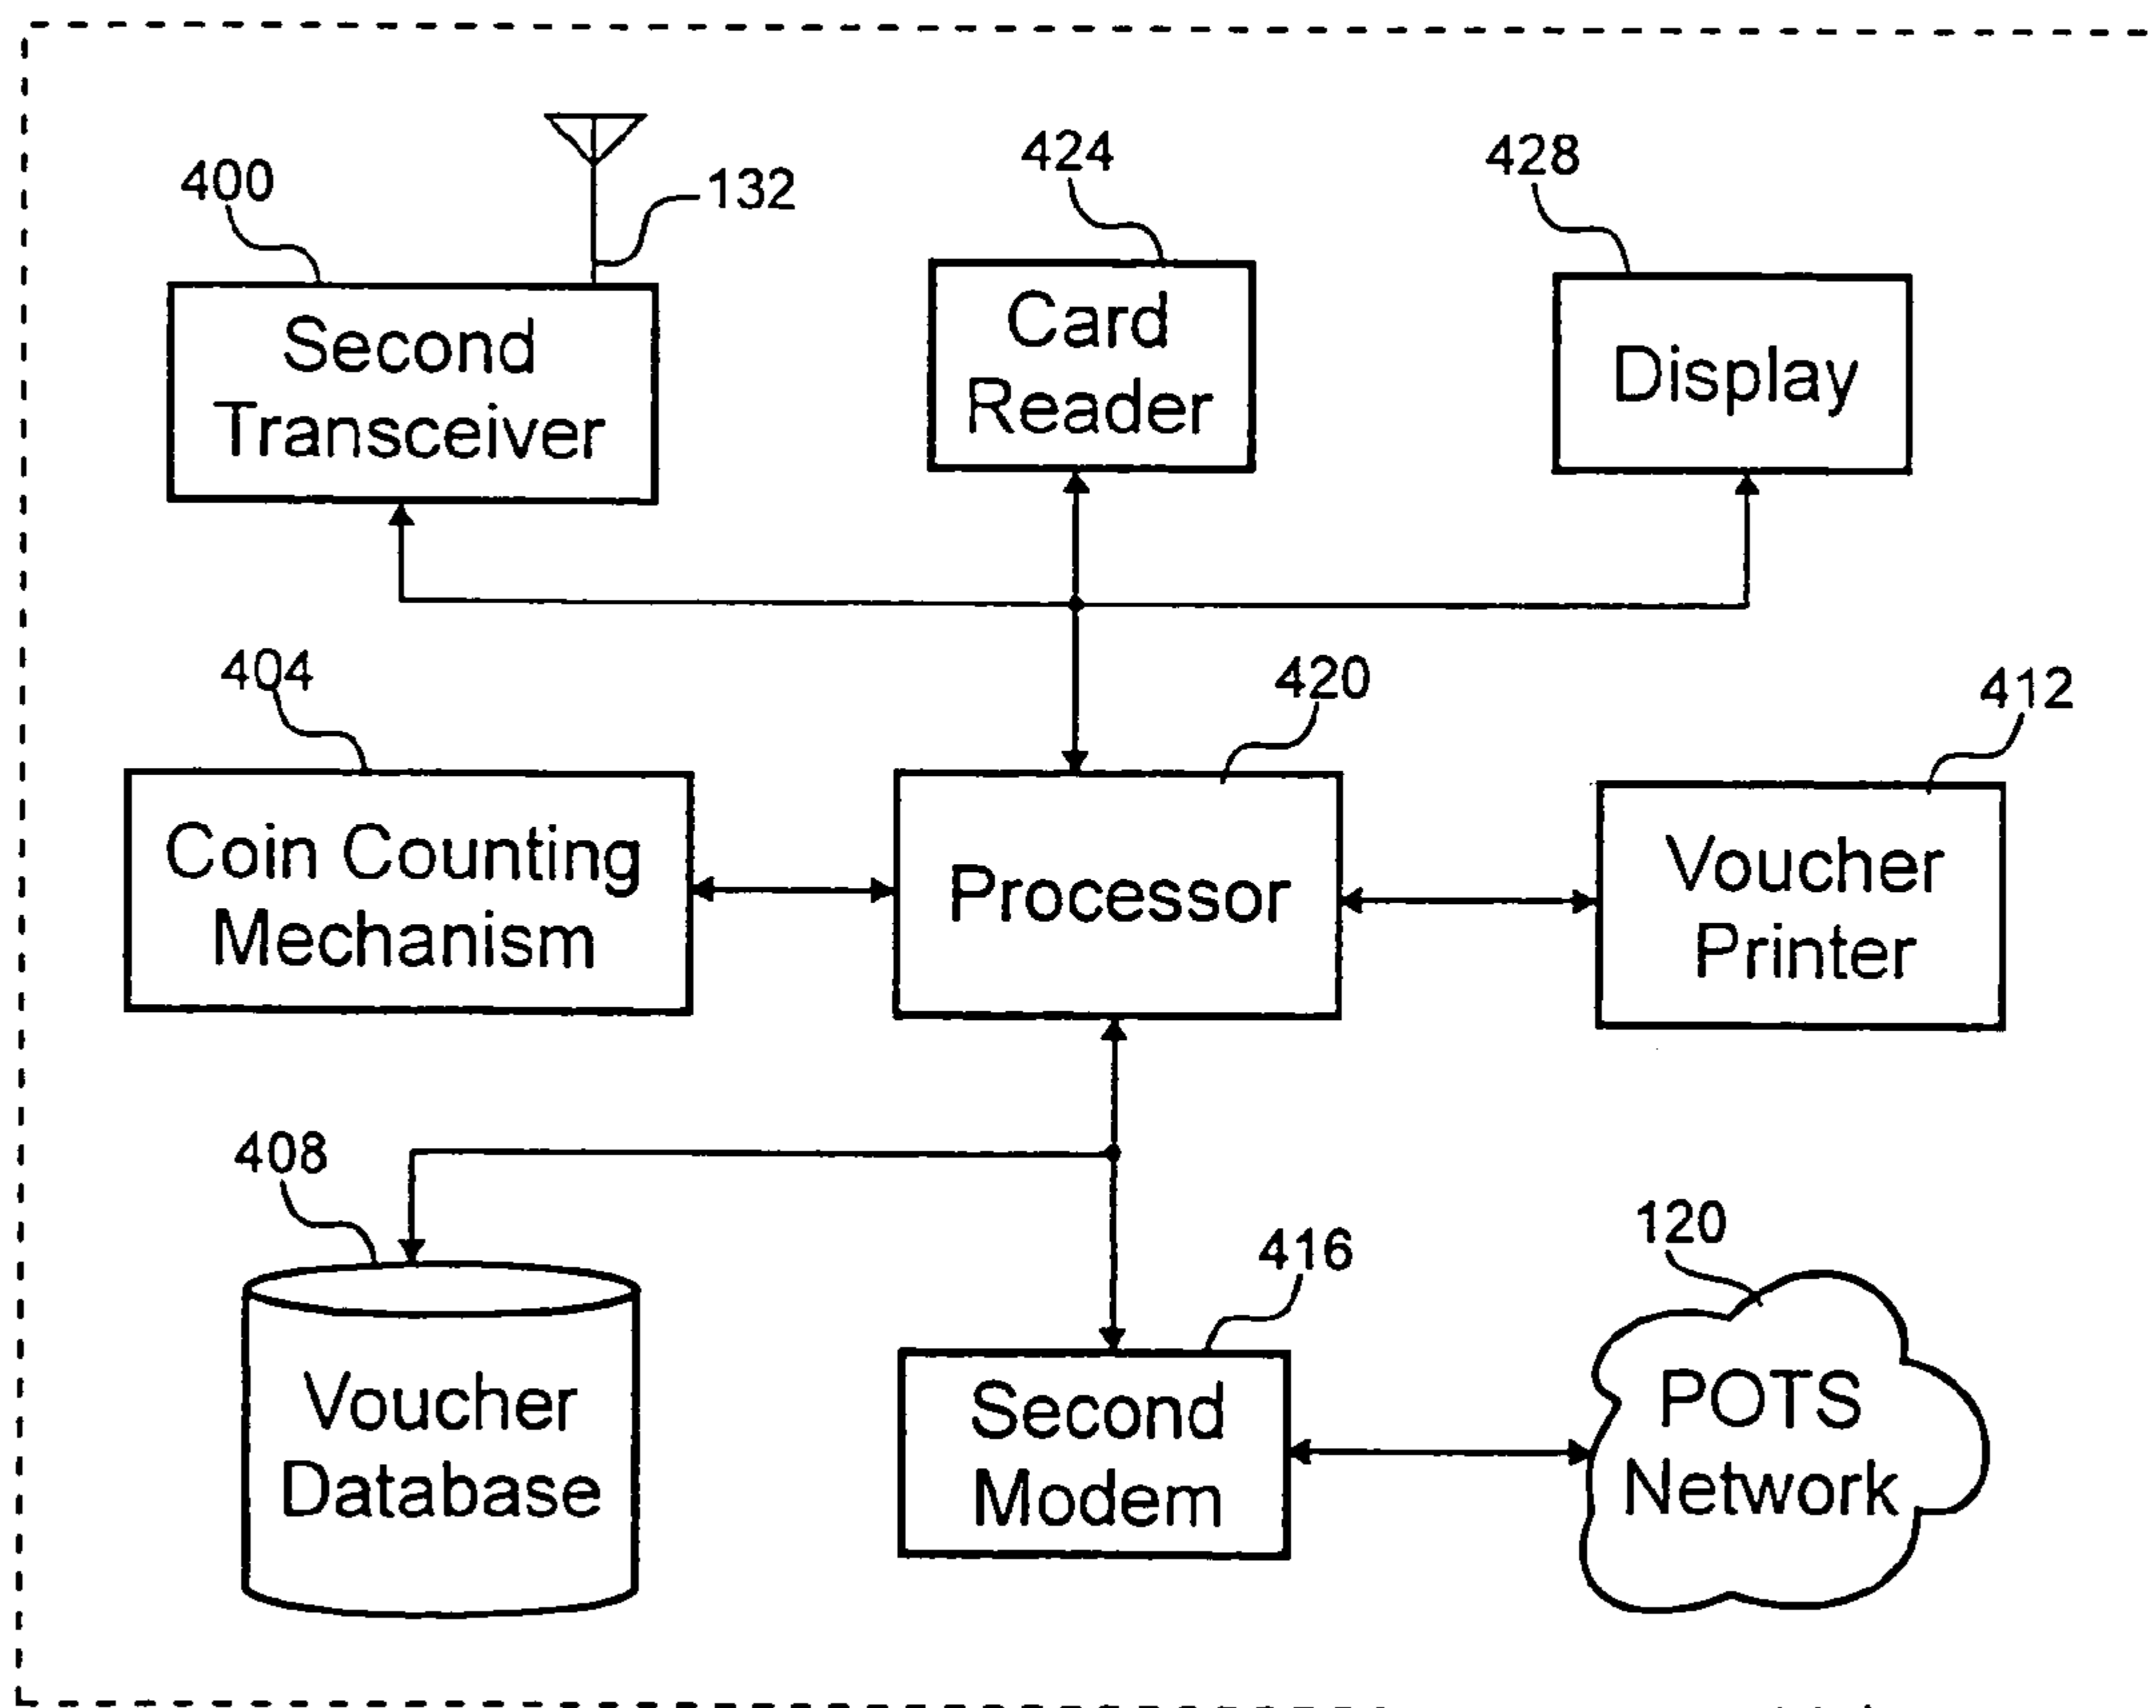 424
428
400
132
Card
Reader
Second
Transceiver
Display
404
420
412
Coin Counting
Mechanism
Processor
Voucher
Printer
408
416
120
Voucher
Database
Second
Modem
POTS
Network